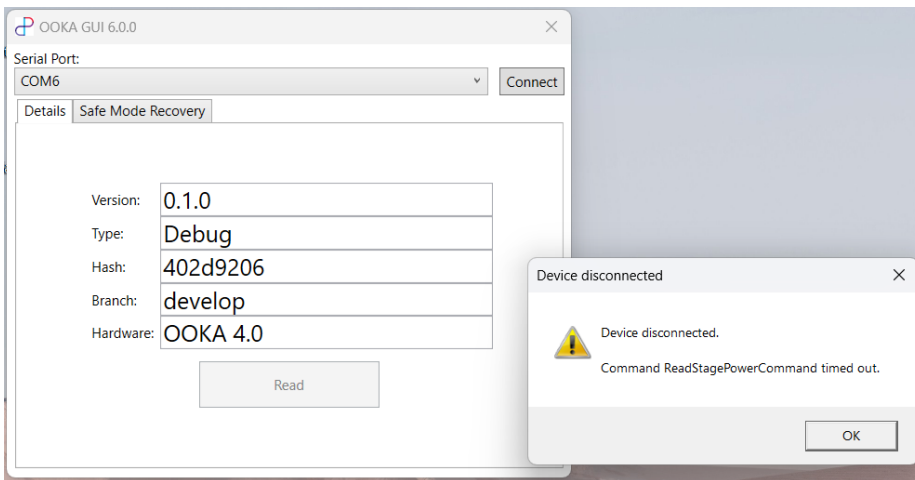 OOKA GUI 6.0.0
Serial Port:
COM6
Connect
Details
Safe Mode Recovery
Version:
0.1.0
Type:
Debug
Hash:
402d9206
Branch:
develop
Hardware:
OOKA 4.0
Read
Device disconnected
Device disconnected.
Command ReadStagePowerCommand timed out.
OK